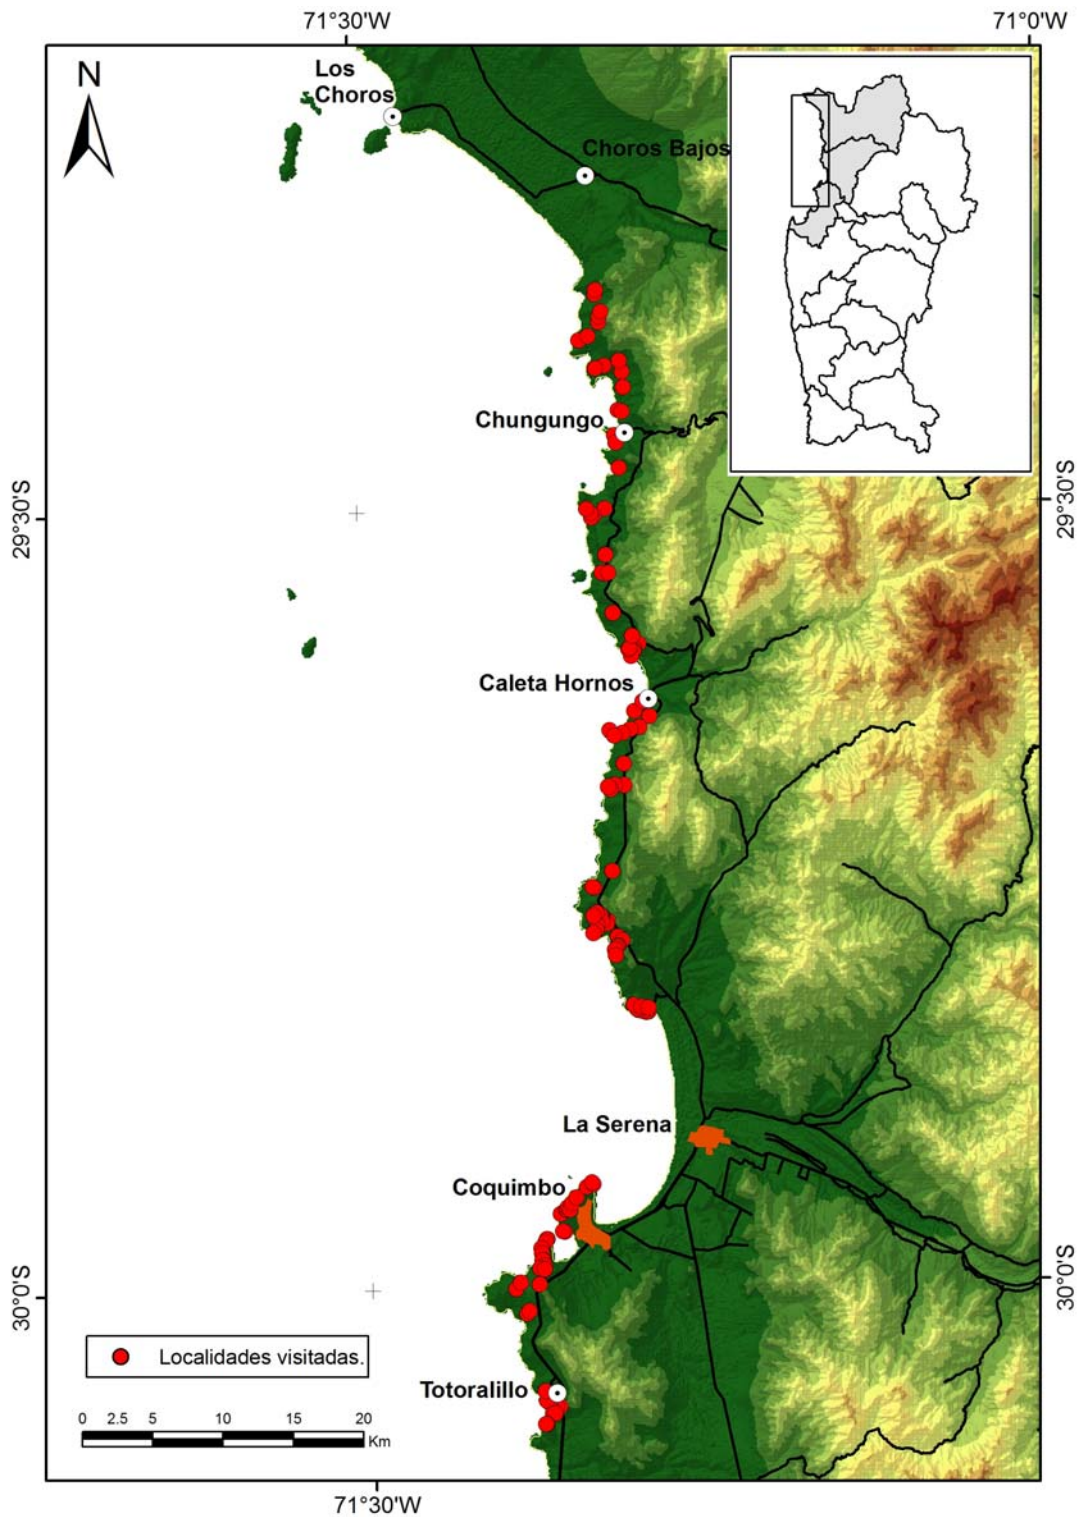 71°30'W
71°0'W
N
Los
Choros
Choros Bajos
Chungungo
29°30'S
29°30'S
Caleta Hornos
La Serena
Coquimbo
30°0'S
30°0'S
Localidades visitadas.
Totoralillo
0 2.5 5 10 15 20
Km
71°30'W